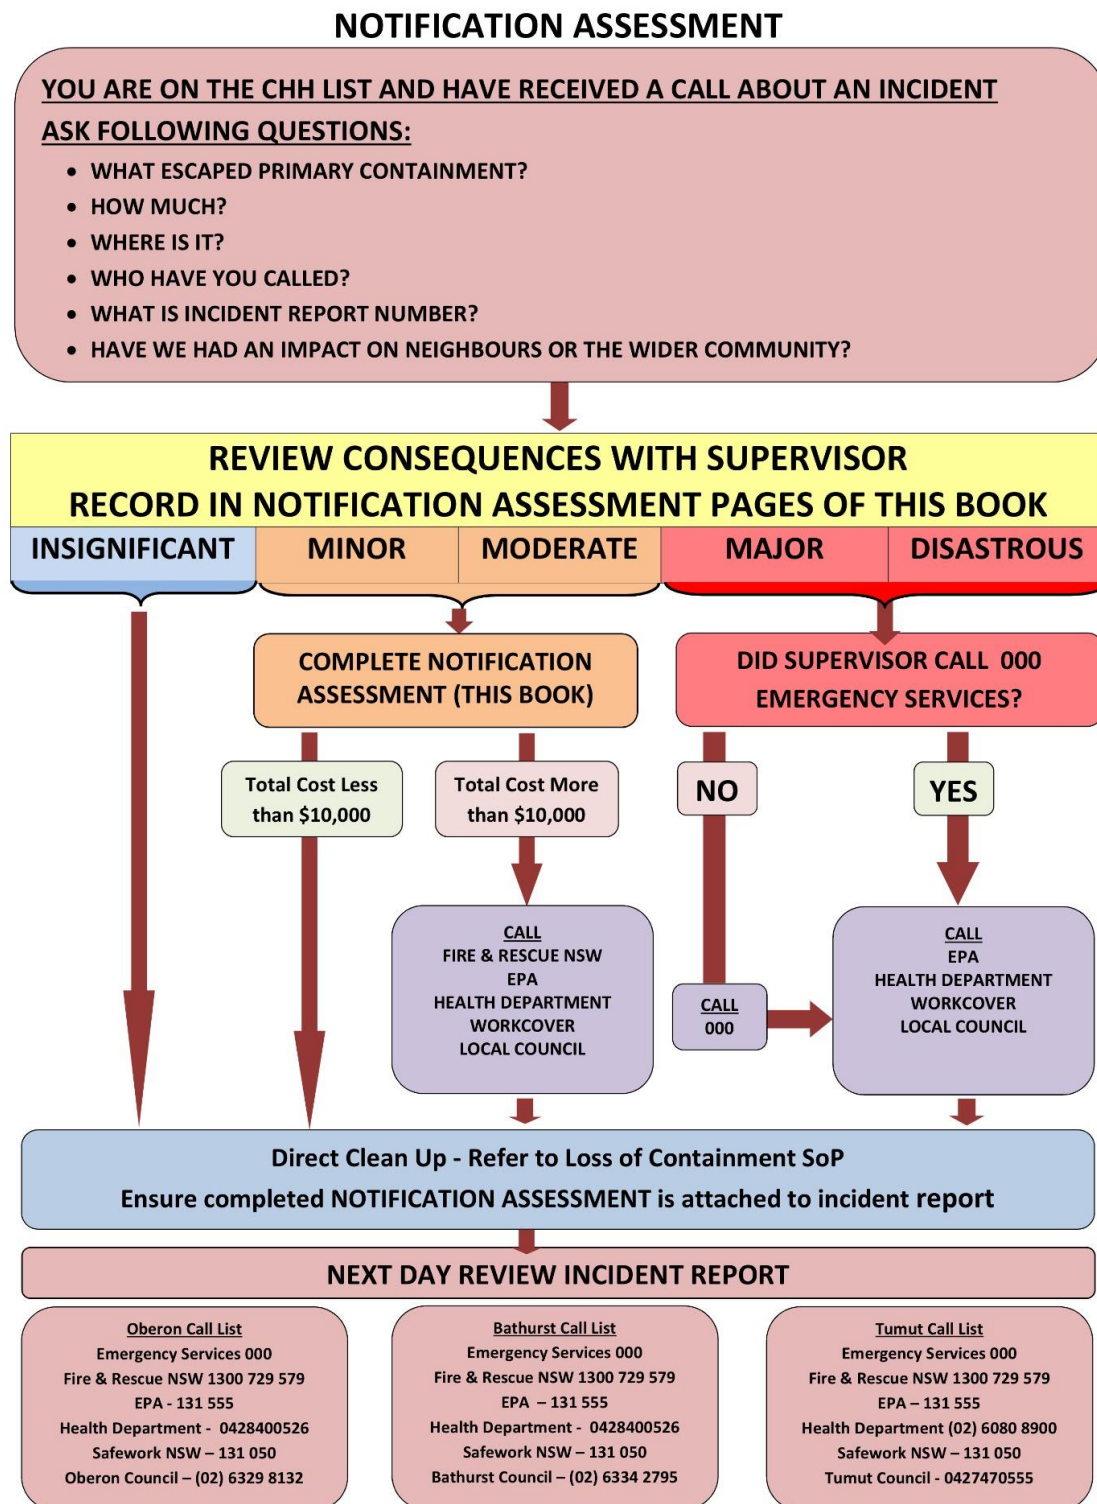 NOTIFICATION ASSESSMENT
YOU ARE ON THE CHH LIST AND HAVE RECEIVED A CALL ABOUT AN INCIDENT
ASK FOLLOWING QUESTIONS:
• WHAT ESCAPED PRIMARY CONTAINMENT?
• HOW MUCH?
• WHERE IS IT?
• WHO HAVE YOU CALLED?
• WHAT IS INCIDENT REPORT NUMBER?
• HAVE WE HAD AN IMPACT ON NEIGHBOURS OR THE WIDER COMMUNITY?
REVIEW CONSEQUENCES WITH SUPERVISOR
RECORD IN NOTIFICATION ASSESSMENT PAGES OF THIS BOOK
INSIGNIFICANT
MINOR
MODERATE
MAJOR
DISASTROUS
COMPLETE NOTIFICATION
ASSESSMENT (THIS BOOK)
DID SUPERVISOR CALL 000
EMERGENCY SERVICES?
Total Cost Less
than $10,000
Total Cost More
than $10,000
NO
YES
CALL
FIRE & RESCUE NSW
EPA
HEALTH DEPARTMENT
WORKCOVER
LOCAL COUNCIL
CALL
000
CALL
EPA
HEALTH DEPARTMENT
WORKCOVER
LOCAL COUNCIL
Direct Clean Up - Refer to Loss of Containment SoP
Ensure completed NOTIFICATION ASSESSMENT is attached to incident report
NEXT DAY REVIEW INCIDENT REPORT
Oberon Call List
Emergency Services 000
Fire & Rescue NSW 1300 729 579
EPA - 131 555
Health Department - 0428400526
Safework NSW – 131 050
Oberon Council – (02) 6329 8132
Bathurst Call List
Emergency Services 000
Fire & Rescue NSW 1300 729 579
EPA – 131 555
Health Department - 0428400526
Safework NSW – 131 050
Bathurst Council – (02) 6334 2795
Tumut Call List
Emergency Services 000
Fire & Rescue NSW 1300 729 579
EPA – 131 555
Health Department (02) 6080 8900
Safework NSW – 131 050
Tumut Council - 0427470555